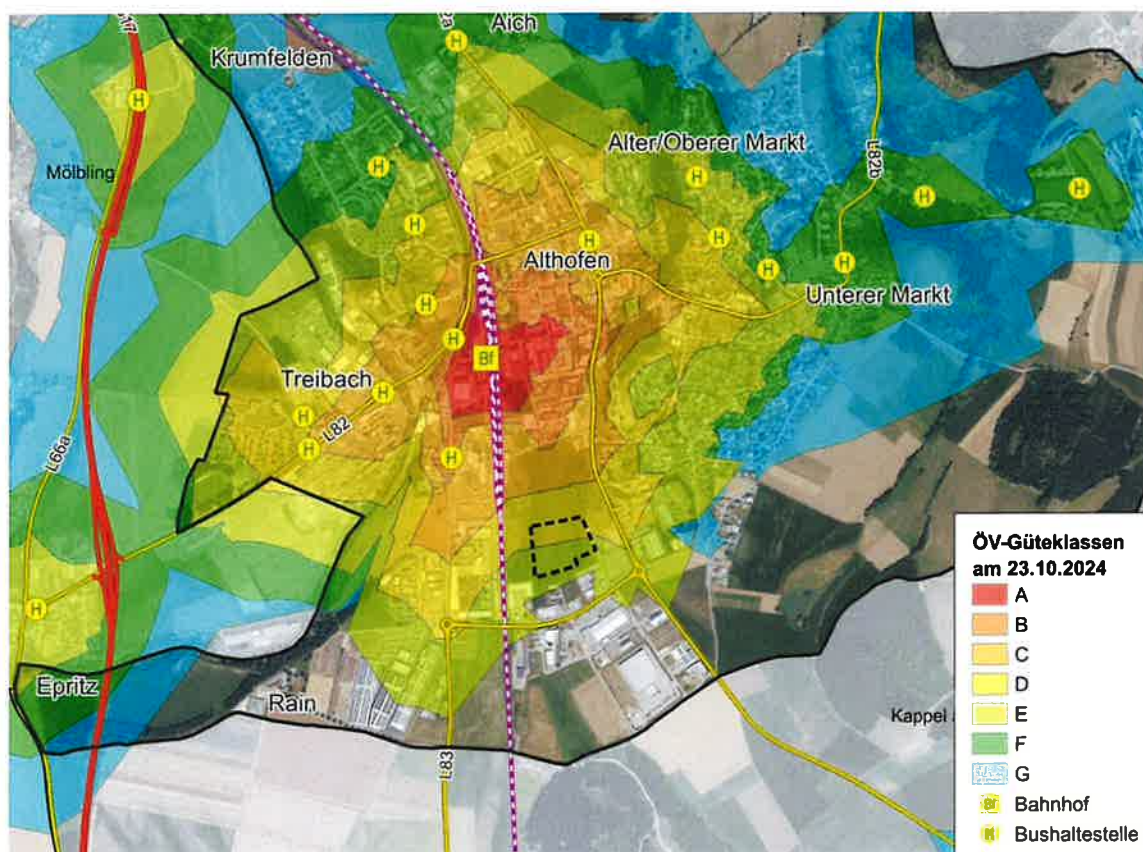 Aich
Krumfelden
H
H
Mölbling
H
Alter/Oberer Markt
H
L82b
H
H
H
H
H
Althofen
H
H
H
Unterer Markt
H
H
Bf
Treibach
H
H
L82
H
H
L66a
H
Epritz
Rain
L83
Kappel
ÖV-Güteklassen
am 23.10.2024
A
B
C
D
E
F
G
Bf Bahnhof
H Bushaltestelle